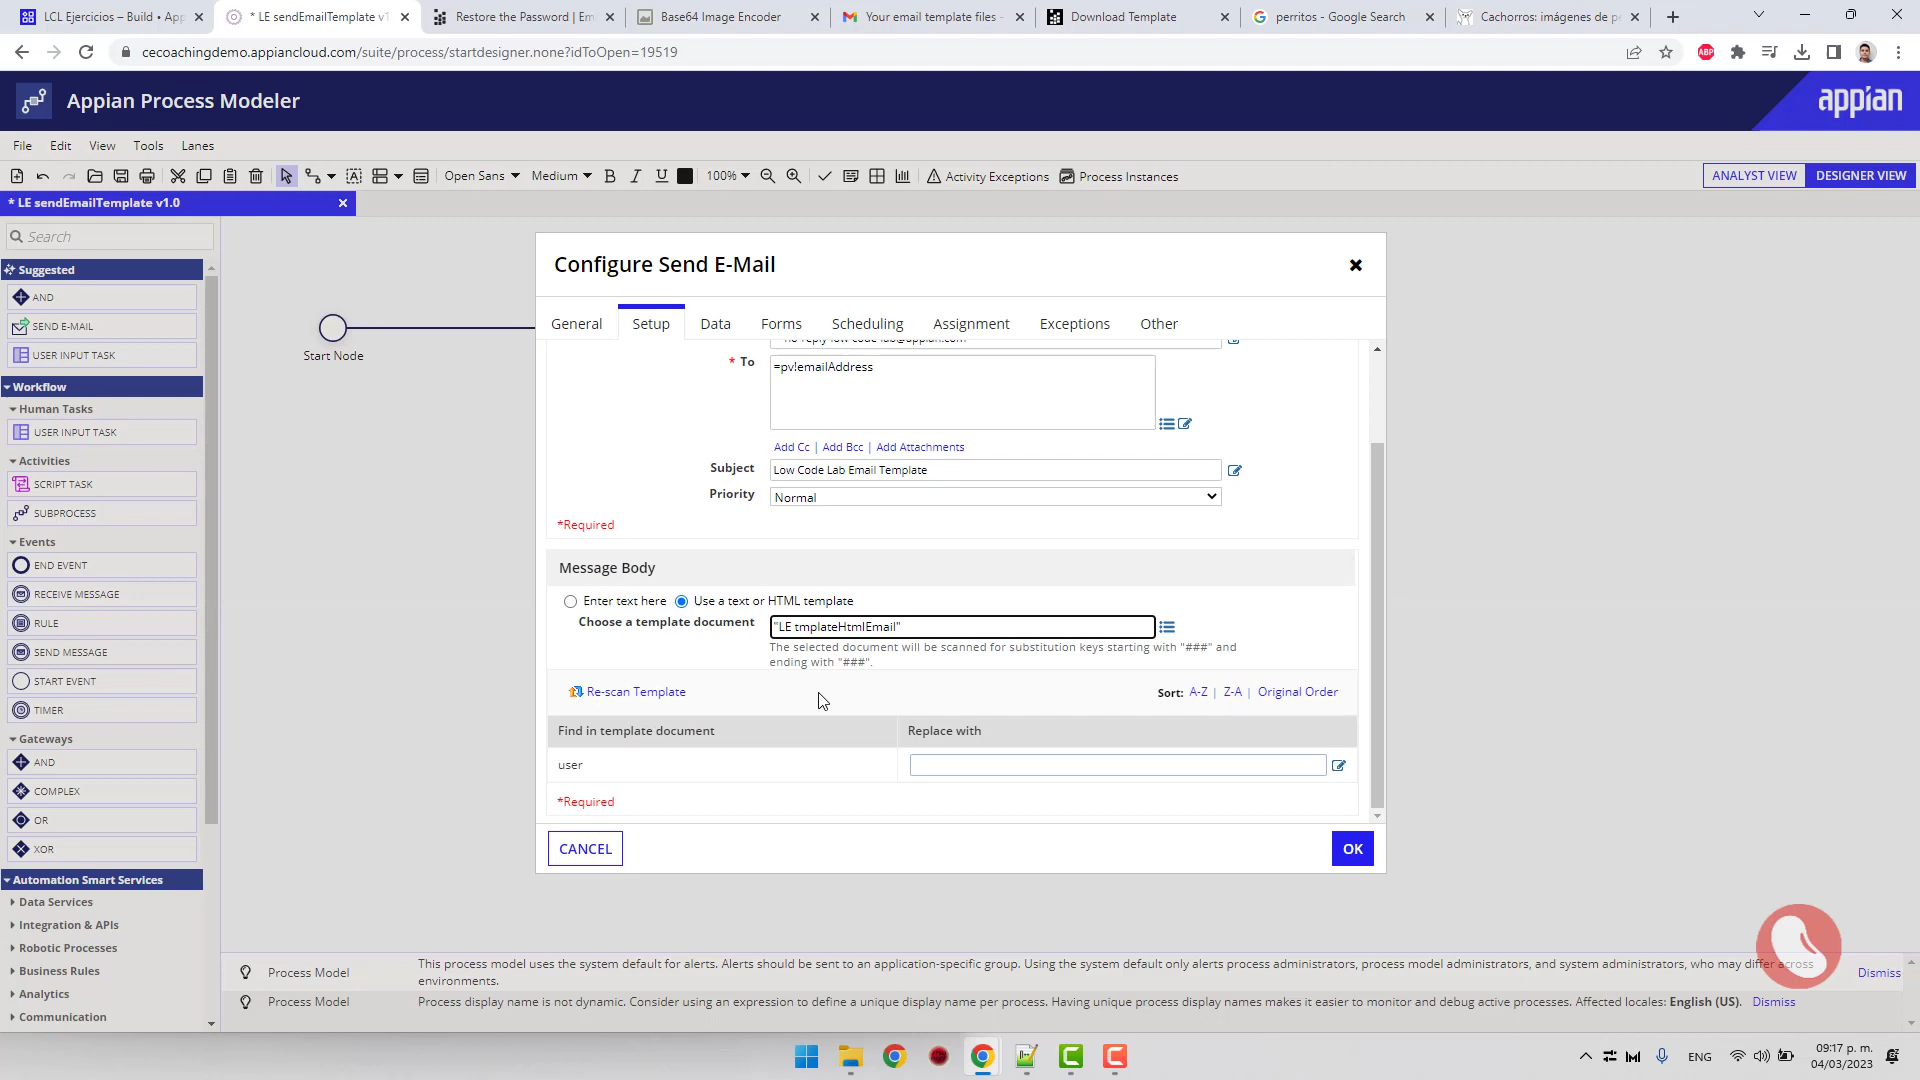 LCL Ejercicios – Build • App
* LE sendEmailTemplate v1
Restore the Password | Em
Base64 Image Encoder
Your email template files -
Download Template
perritos - Google Search
Cachorros: imágenes de pe
cecoachingdemo.appiancloud.com/suite/process/startdesigner.none?idToOpen=19519
ABP
Appian Process Modeler
appian
File Edit View Tools Lanes
Open Sans Medium B I U 100% Activity Exceptions Process Instances ANALYST VIEW DESIGNER VIEW
* LE sendEmailTemplate v1.0
Search
Suggested
AND
SEND E-MAIL
USER INPUT TASK
Workflow
Human Tasks
USER INPUT TASK
Activities
SCRIPT TASK
SUBPROCESS
Events
END EVENT
RECEIVE MESSAGE
RULE
SEND MESSAGE
START EVENT
TIMER
Gateways
AND
COMPLEX
OR
XOR
Automation Smart Services
Data Services
Integration & APIs
Robotic Processes
Business Rules
Analytics
Communication
Start Node
Configure Send E-Mail
General Setup Data Forms Scheduling Assignment Exceptions Other
* To
=pv!emailAddress
Add Cc | Add Bcc | Add Attachments
Subject Low Code Lab Email Template
Priority Normal
*Required
Message Body
Enter text here Use a text or HTML template
Choose a template document "LE tmplateHtmlEmail"
The selected document will be scanned for substitution keys starting with "###" and
ending with "###".
Re-scan Template Sort: A-Z | Z-A | Original Order
Find in template document Replace with
user
*Required
CANCEL OK
Process Model This process model uses the system default for alerts. Alerts should be sent to an application-specific group. Using the system default only alerts process administrators, process model administrators, and system administrators, who may differ across
environments. Dismiss
Process Model Process display name is not dynamic. Consider using an expression to define a unique display name per process. Having unique process display names makes it easier to monitor and debug active processes. Affected locales: English (US). Dismiss
ENG
09:17 p. m.
04/03/2023